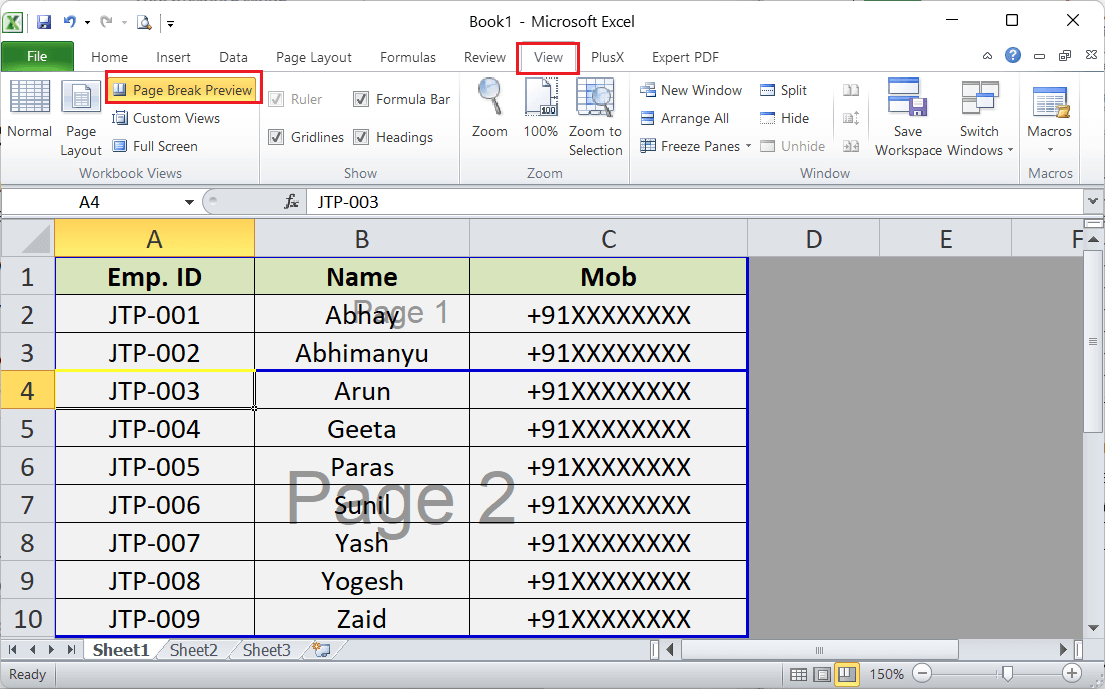 Book1 - Microsoft Excel
File Home Insert Data Page Layout Formulas Review View PlusX Expert PDF
Normal
Page Layout
Page Break Preview
Custom Views
Full Screen
Workbook Views
Ruler
Formula Bar
Gridlines
Headings
Show
Zoom
100%
100
Zoom to Selection
Zoom
New Window
Arrange All
Freeze Panes
Split
Hide
Unhide
Save Workspace
Switch Windows
Window
Macros
Macros
A4 fx JTP-003
A B C D E F
1 Emp. ID Name Mob
2 JTP-001 Abhay +91XXXXXXXX
Page 1
3 JTP-002 Abhimanyu +91XXXXXXXX
4 JTP-003 Arun +91XXXXXXXX
5 JTP-004 Geeta +91XXXXXXXX
6 JTP-005 Paras +91XXXXXXXX
Page 2
7 JTP-006 Sunil +91XXXXXXXX
8 JTP-007 Yash +91XXXXXXXX
9 JTP-008 Yogesh +91XXXXXXXX
10 JTP-009 Zaid +91XXXXXXXX
Sheet1 Sheet2 Sheet3
Ready 150%